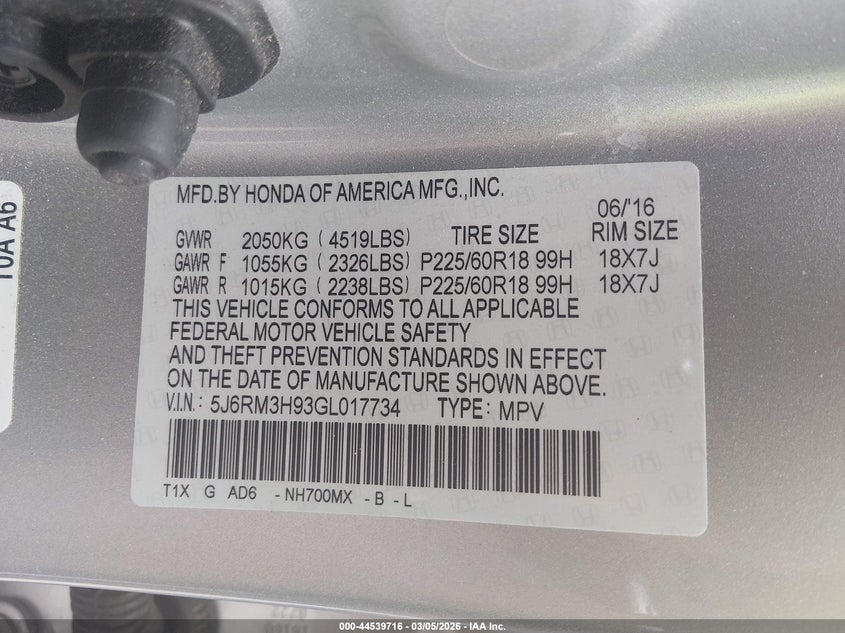 10A A6
MFD.BY HONDA OF AMERICA MFG.,INC.
06/'16
GVWR 2050KG ( 4519LBS) TIRE SIZE RIM SIZE
GAWR F 1055KG ( 2326LBS) P225/60R18 99H 18X7J
GAWR R 1015KG ( 2238LBS) P225/60R18 99H 18X7J
THIS VEHICLE CONFORMS TO ALL APPLICABLE
FEDERAL MOTOR VEHICLE SAFETY
AND THEFT PREVENTION STANDARDS IN EFFECT
ON THE DATE OF MANUFACTURE SHOWN ABOVE.
V.I.N.: 5J6RM3H93GL017734 TYPE: MPV
T1X G AD6 -NH700MX -B -L
000-44539716 — 03/05/2026 — IAA Inc.